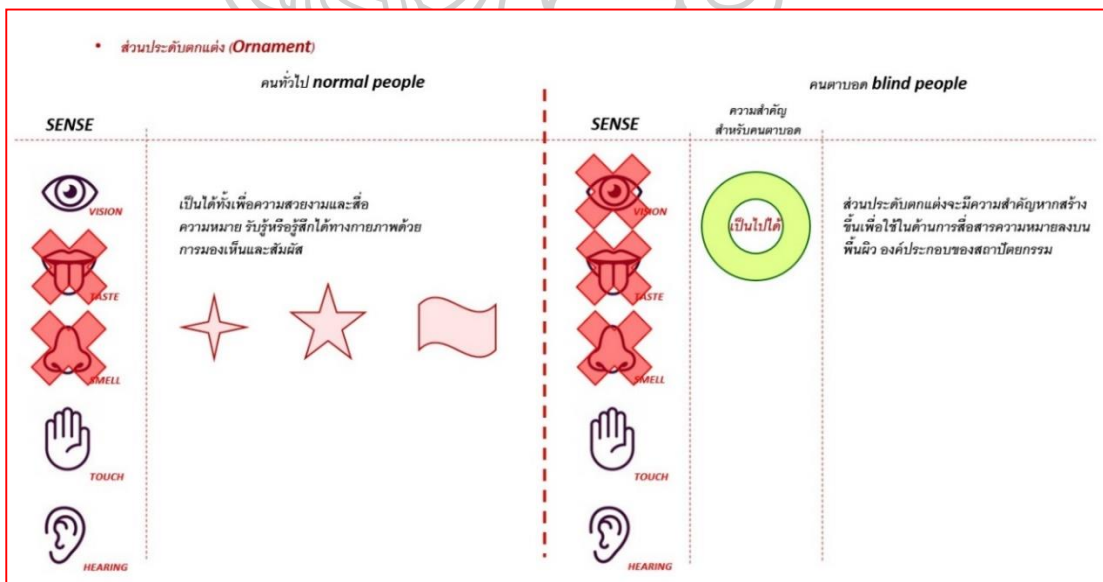 • ส่วนประดับตกแต่ง (Ornament)
คนทั่วไป normal people
SENSE
VISION
TASTE
SMELL
TOUCH
HEARING
เป็นได้ทั้งเพื่อความสวยงามและสื่อ
ความหมาย รับรู้หรือรู้สึกได้ทางกายภาพด้วย
การมองเห็นและสัมผัส
คนตาบอด blind people
SENSE
ความสำคัญ
สำหรับคนตาบอด
VISION
TASTE
SMELL
TOUCH
HEARING
เป็นไปได้
ส่วนประดับตกแต่งจะมีความสำคัญหากสร้าง
ขึ้นเพื่อใช้ในด้านการสื่อสารความหมายลงบน
พื้นผิว องค์ประกอบของสถาปัตยกรรม